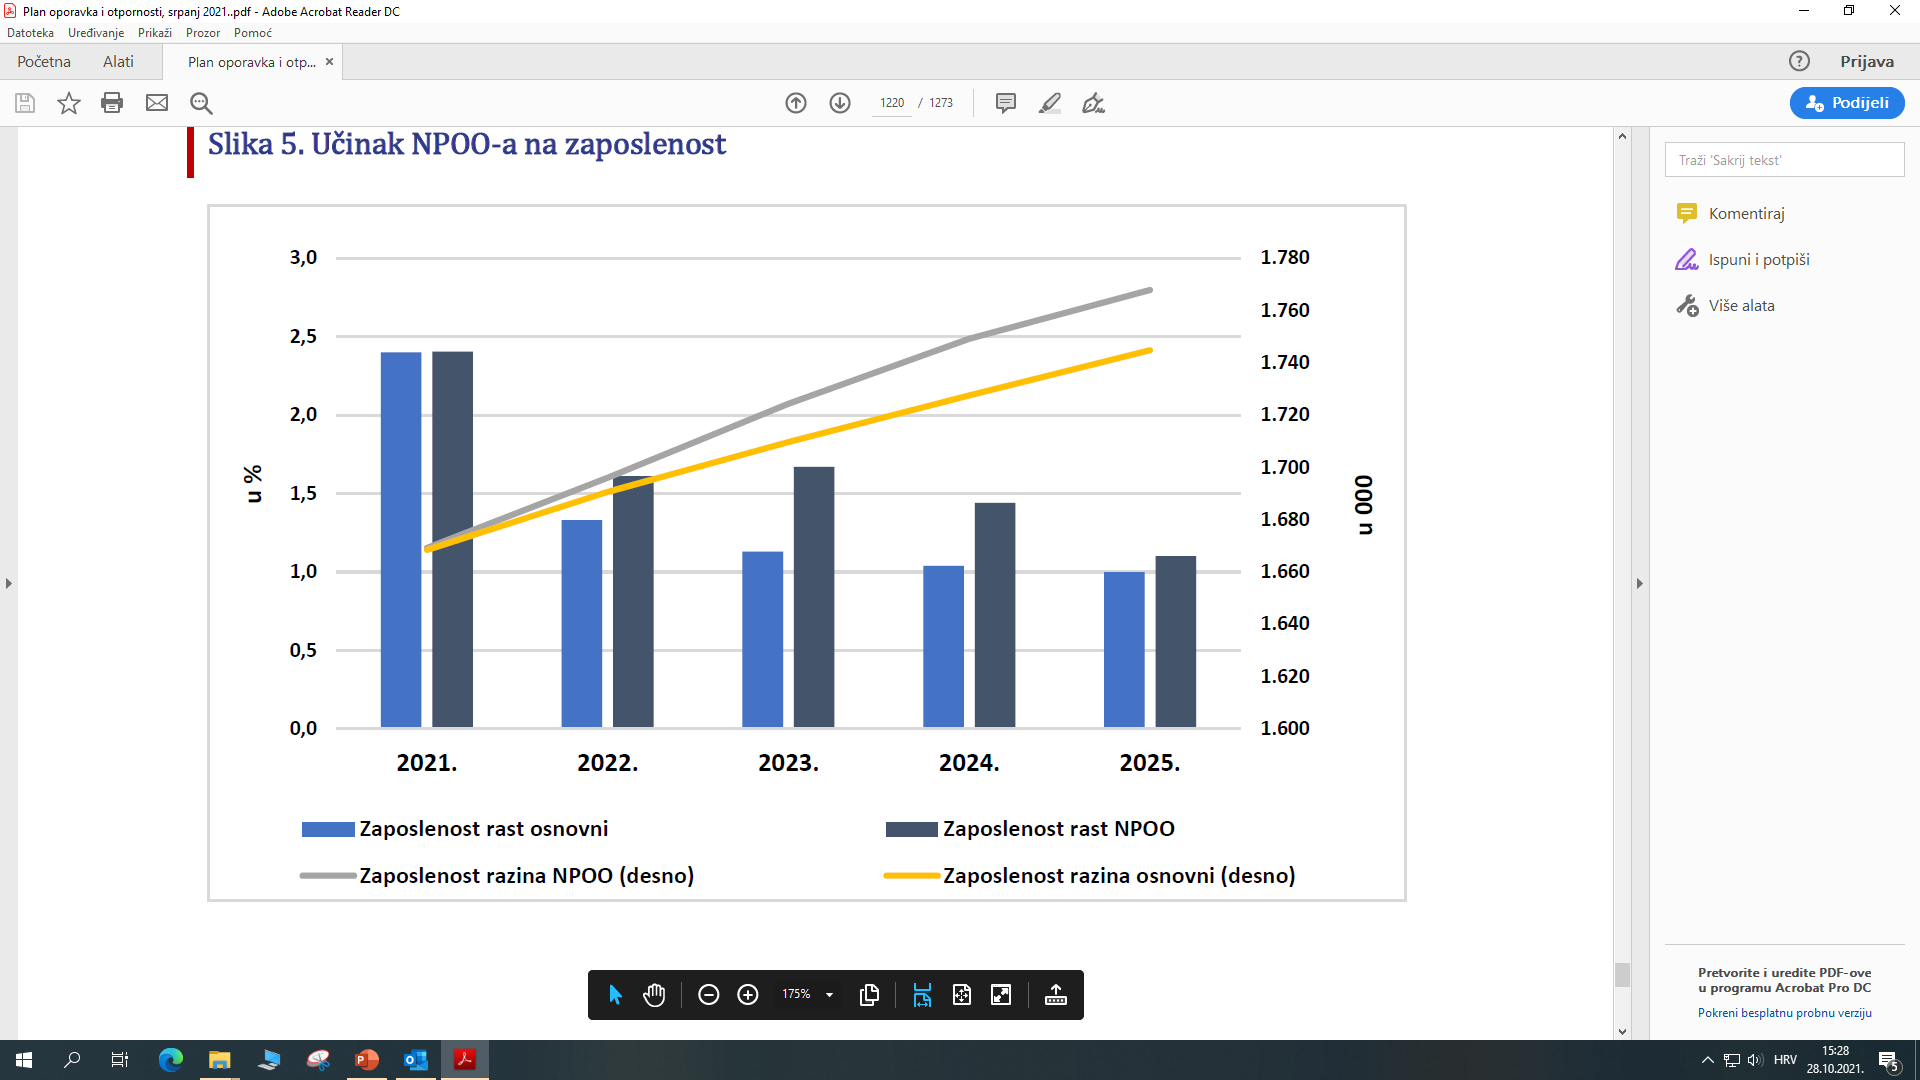 Plan oporavka i otpornosti, srpanj 2021..pdf - Adobe Acrobat Reader DC
Datoteka Uređivanje Prikaži Prozor Pomoć
Početna Alati Plan oporavka i otp... × Prijava
1220 / 1273 Podijeli
Slika 5. Učinak NPOO-a na zaposlenost
Traži 'Sakrij tekst'
Komentiraj
Ispuni i potpiši
Više alata
3,0
2,5
2,0
1,5
1,0
0,5
0,0
u %
1.780
1.760
1.740
1.720
1.700
1.680
1.660
1.640
1.620
1.600
u 000
2021. 2022. 2023. 2024. 2025.
Zaposlenost rast osnovni Zaposlenost rast NPOO
Zaposlenost razina NPOO (desno) Zaposlenost razina osnovni (desno)
175%
Pretvorite i uredite PDF-ove
u programu Acrobat Pro DC
Pokreni besplatnu probnu verziju
HRV
15:28
28.10.2021.
5